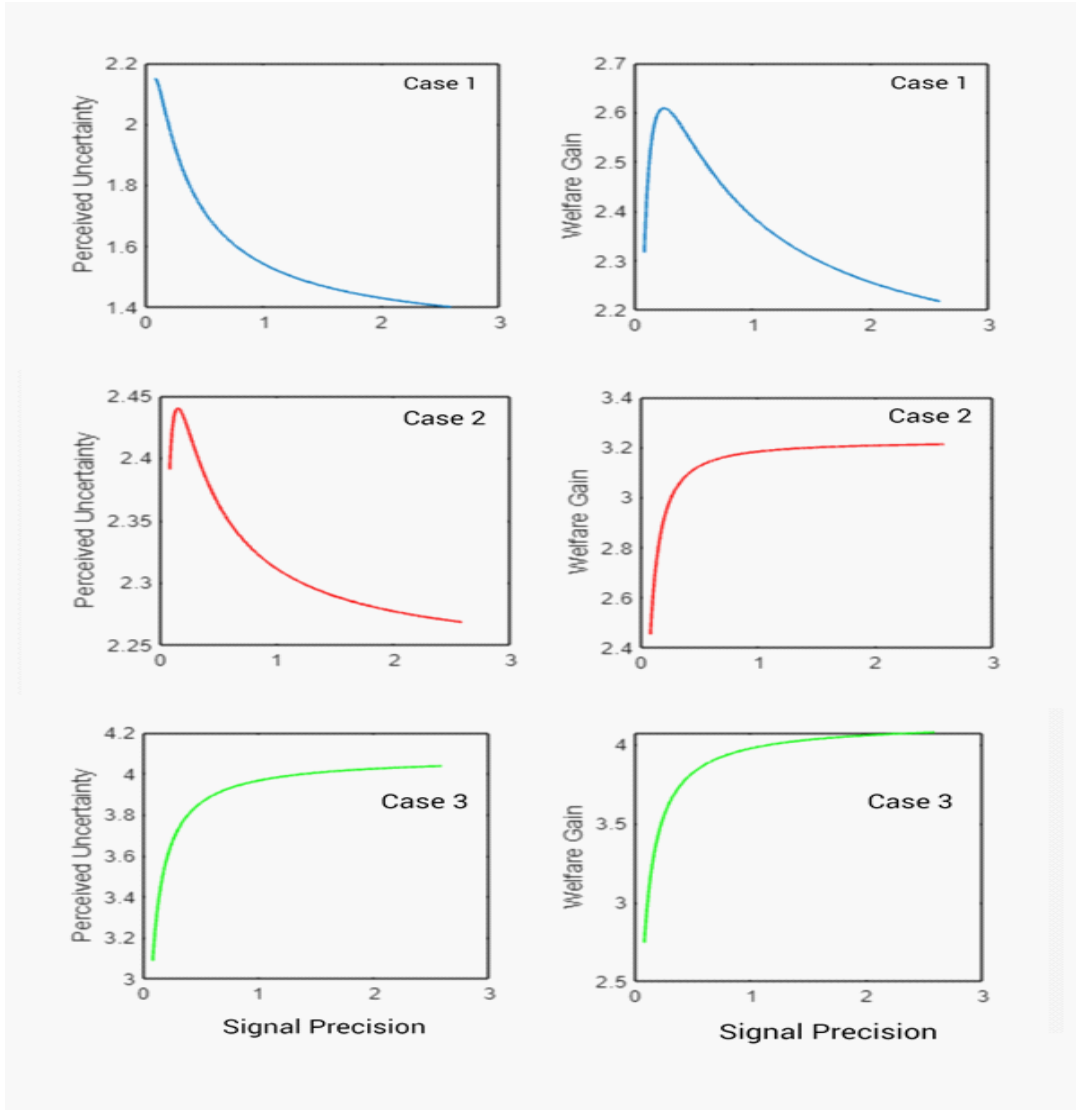 Case 1
Perceived Uncertainty
2.2
2
1.8
1.6
1.4
0 1 2 3
Case 1
Welfare Gain
2.7
2.6
2.5
2.4
2.3
2.2
0 1 2 3
Case 2
Perceived Uncertainty
2.45
2.4
2.35
2.3
2.25
0 1 2 3
Case 2
Welfare Gain
3.4
3.2
3
2.8
2.6
2.4
0 1 2 3
Case 3
Perceived Uncertainty
4.2
4
3.8
3.6
3.4
3.2
3
0 1 2 3
Signal Precision
Case 3
Welfare Gain
4
3.5
3
2.5
0 1 2 3
Signal Precision